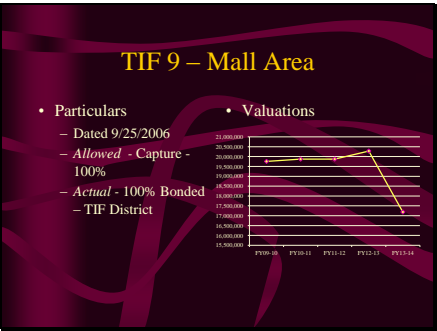 TIF 9 – Mall Area
• Particulars
– Dated 9/25/2006
– Allowed - Capture -
100%
– Actual - 100% Bonded
– TIF District
• Valuations
21,000,000
20,500,000
20,000,000
19,500,000
19,000,000
18,500,000
18,000,000
17,500,000
17,000,000
16,500,000
16,000,000
15,500,000
FY09-10 FY10-11 FY11-12 FY12-13 FY13-14